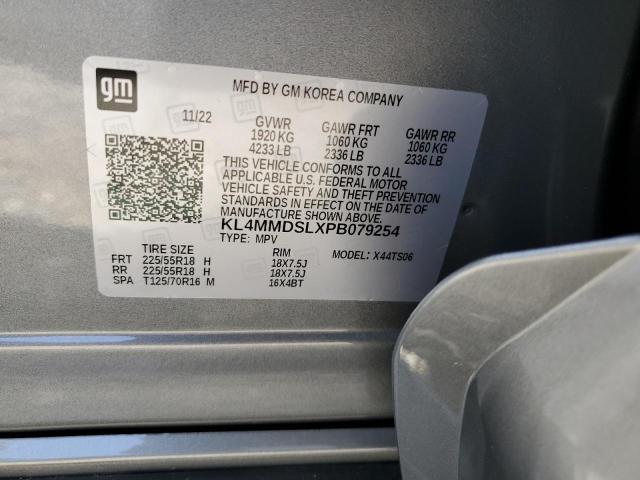 gm
MFD BY GM KOREA COMPANY
11/22 GVWR GAWR FRT GAWR RR
1920 KG 1060 KG 1060 KG
4233 LB 2336 LB 2336 LB
THIS VEHICLE CONFORMS TO ALL
APPLICABLE U.S. FEDERAL MOTOR
VEHICLE SAFETY AND THEFT PREVENTION
STANDARDS IN EFFECT ON THE DATE OF
MANUFACTURE SHOWN ABOVE.
KL4MMDSLXPB079254
TYPE: MPV MODEL: X44TS06
TIRE SIZE RIM
FRT 225/55R18 H 18X7.5J
RR 225/55R18 H 18X7.5J
SPA T125/70R16 M 16X4BT